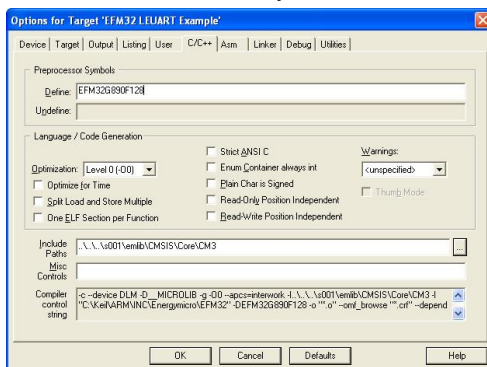 Options for Target 'EFM32 LEUART Example'
Device Target Output Listing User C/C++ Asm Linker Debug Utilities
Preprocessor Symbols
Define: EFM32G890F128
Undefine:
Language / Code Generation
Strict ANSI C Warnings:
Optimization: Level 0 (-O0) Enum Container always int <unspecified>
Optimize for Time Plain Char is Signed Thumb Mode
Split Load and Store Multiple Read-Only Position Independent
One ELF Section per Function Read-Write Position Independent
Include Paths ..\..\..\s001\emlib\CMSIS\Core\CM3 ...
Misc Controls
Compiler control string -c --device DLM -D__MICROLIB -g -O0 --apcs=interwork -I..\..\..\s001\emlib\CMSIS\Core\CM3 -I
"C:\Keil\ARM\INC\Energymicro\EFM32" -DEFM32G890F128 -o "*.o" --omf_browse "*.crf" --depend
OK Cancel Defaults Help